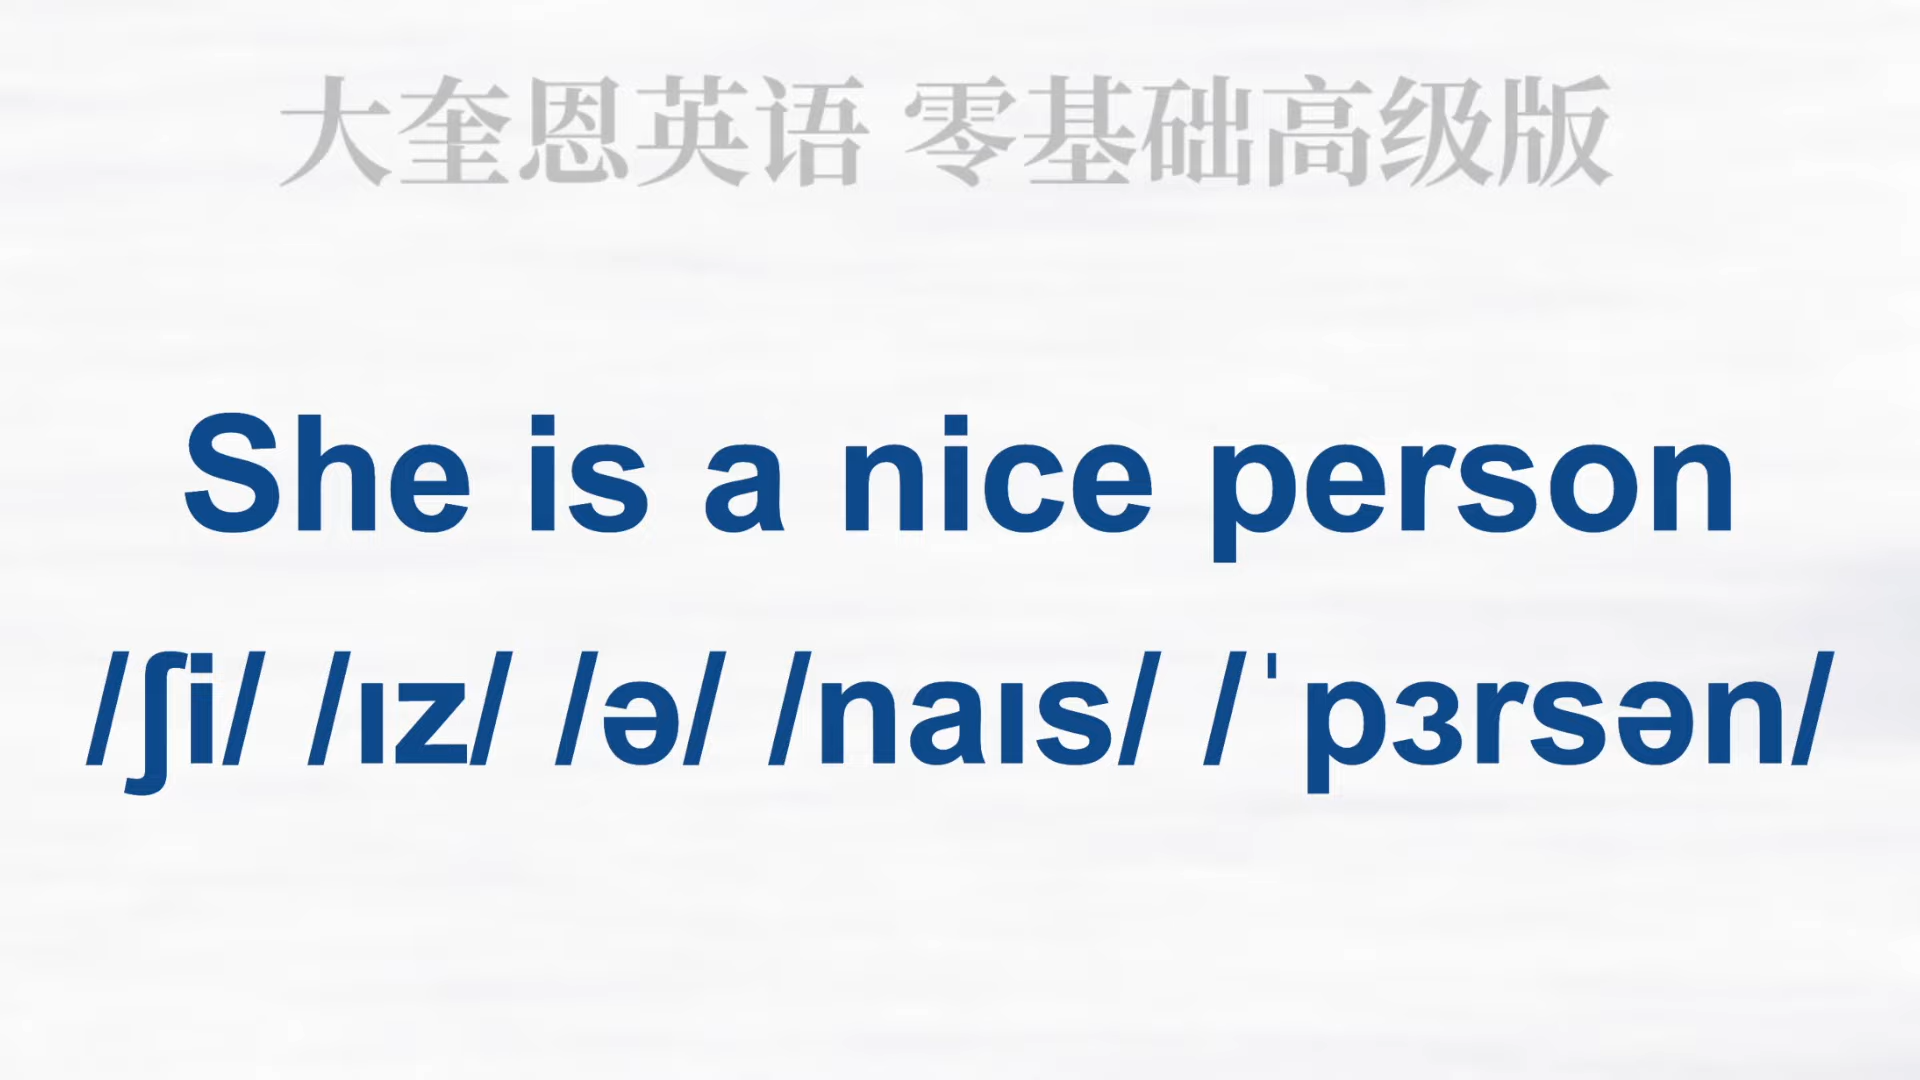 大奎恩英语 零基础高级版
She is a nice person
/ʃi/ /ɪz/ /ə/ /naɪs/ /ˈpɜrsən/